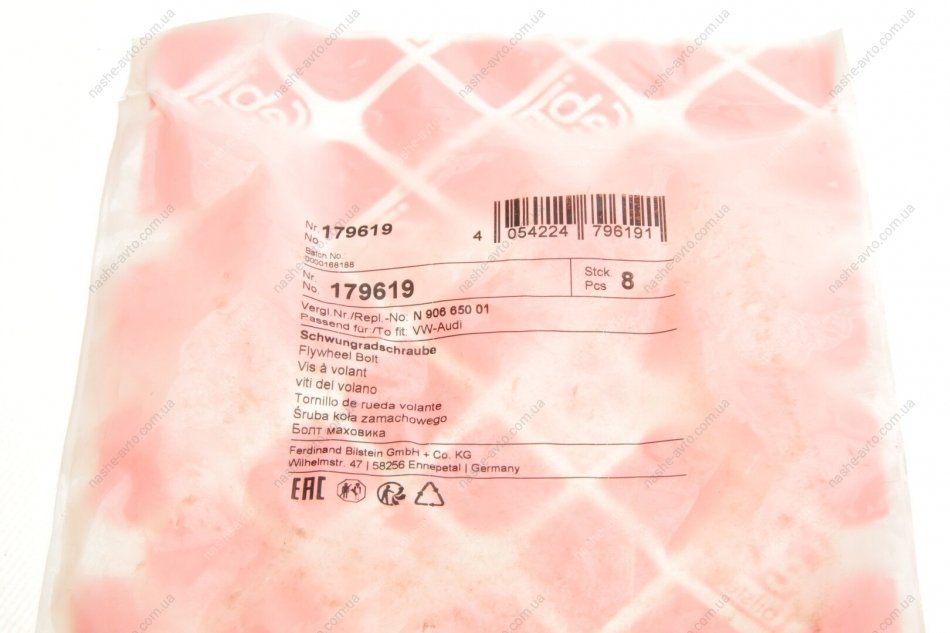 febi
febi
Nr.
No. 179619
4 054224 796191
Batch No.
0000168188
Nr.
No. 179619
Stck.
Pcs 8
Vergl.Nr./Repl.-No: N 906 650 01
Passend für:/To fit: VW-Audi
Schwungradschraube
Flywheel Bolt
Vis à volant
viti del volano
Tornillo de rueda volante
Śruba koła zamachowego
Болт маховика
Ferdinand Bilstein GmbH + Co. KG
Wilhelmstr. 47 | 58256 Ennepetal | Germany
EAC
nashe-avto.com.ua